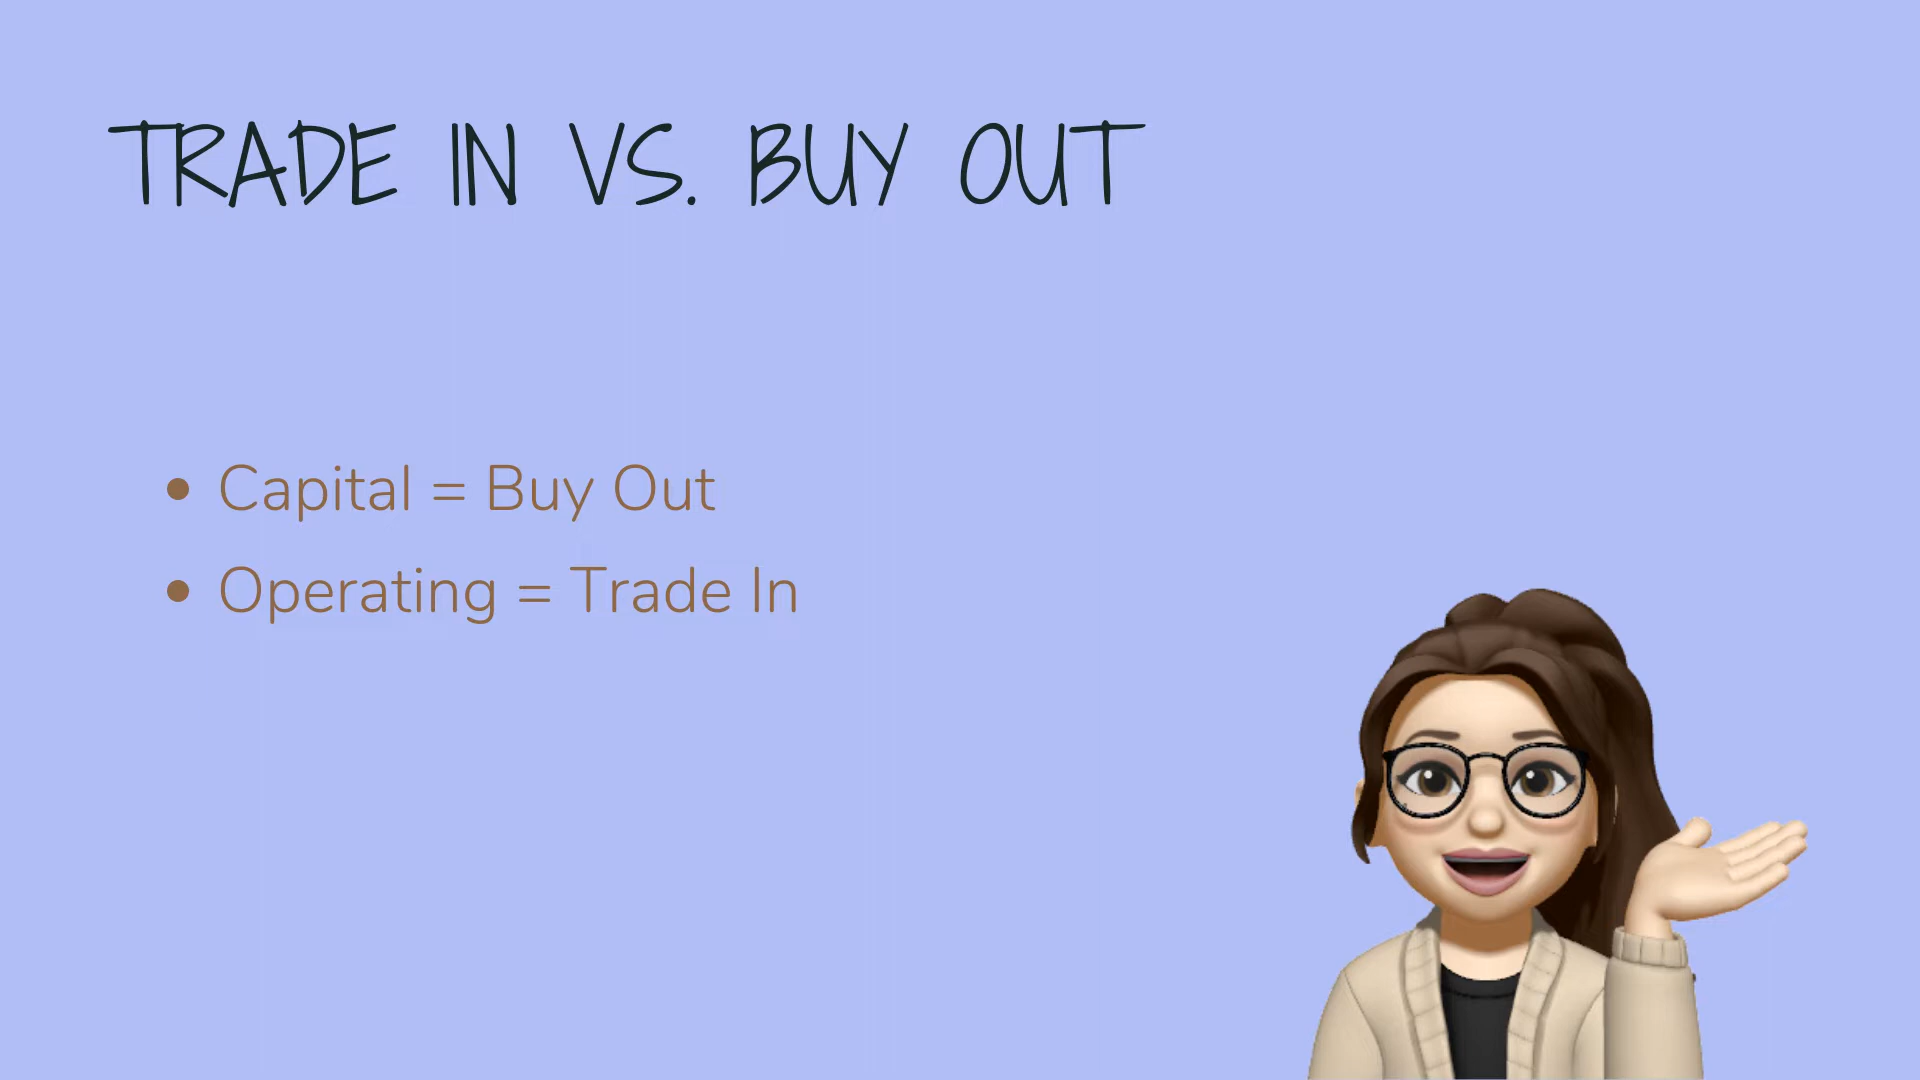 TRADE IN VS. BUY OUT
• Capital = Buy Out
• Operating = Trade In